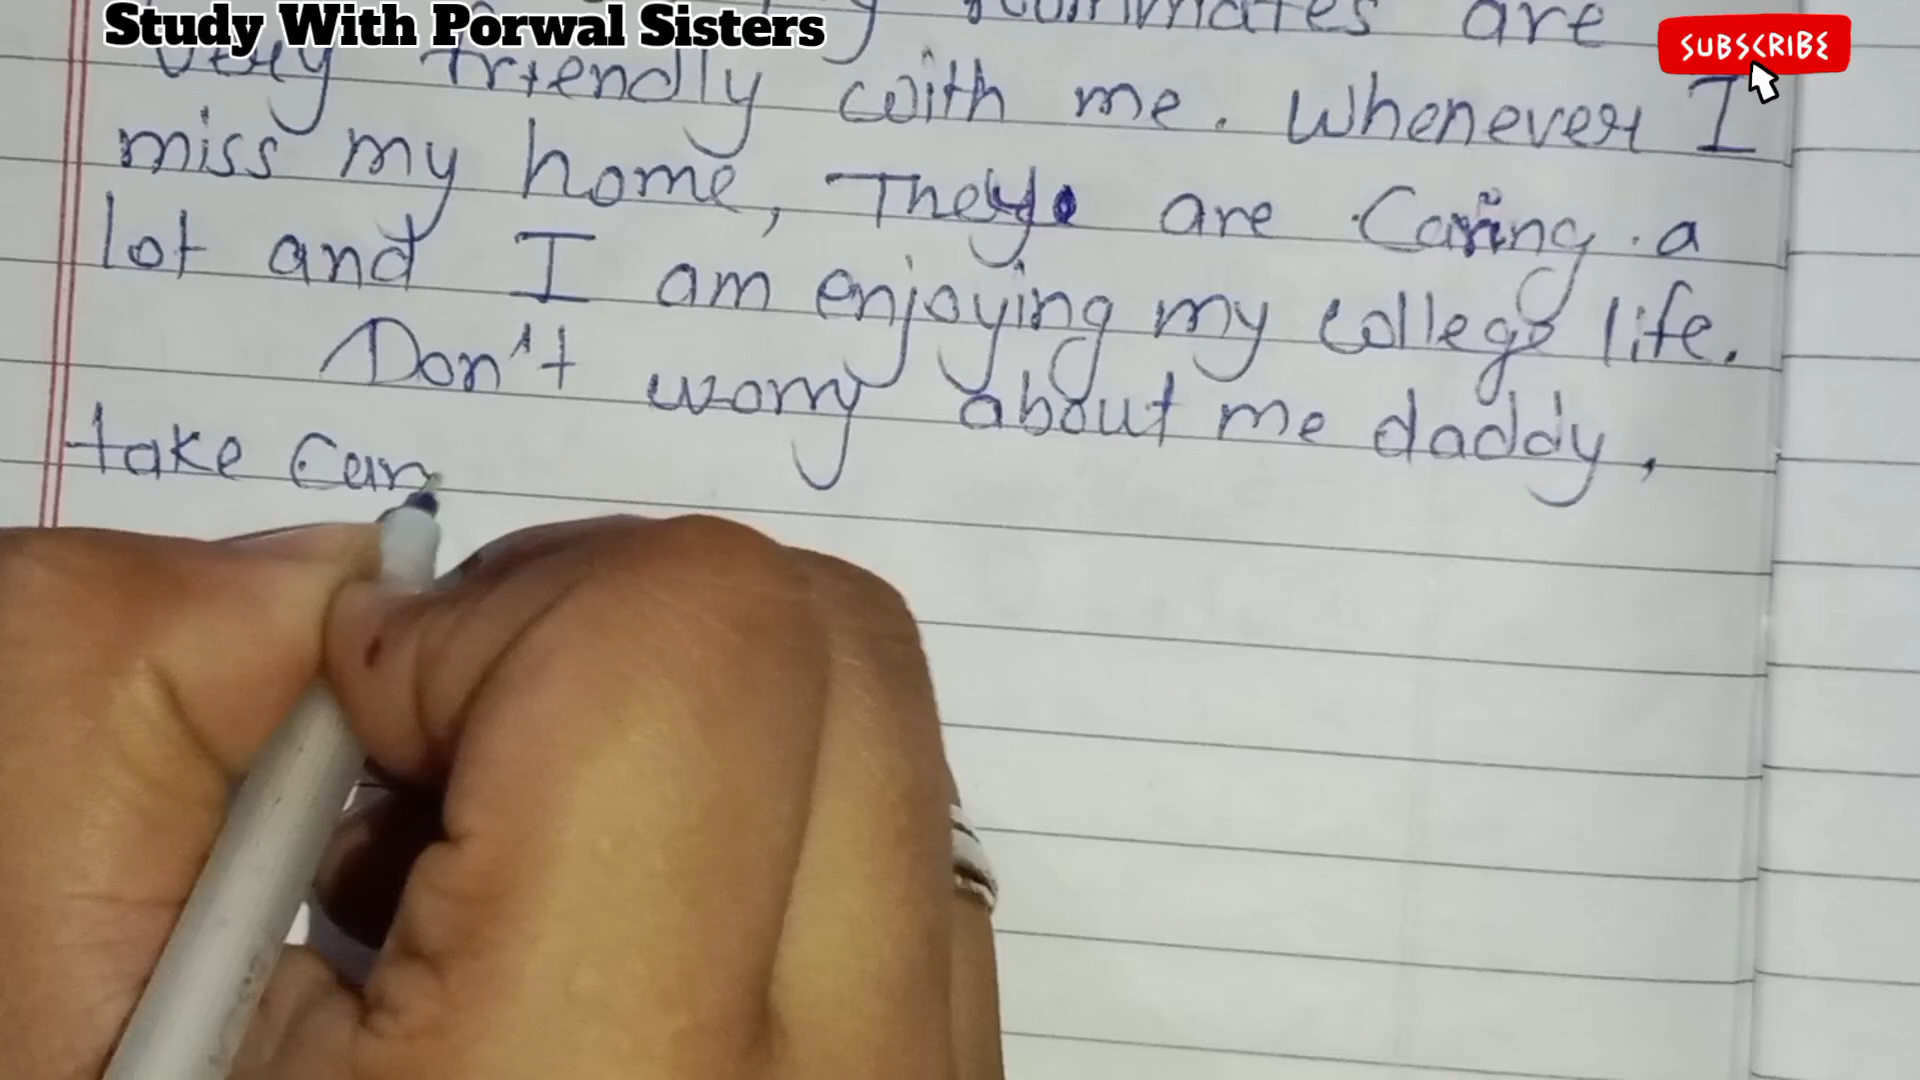 Study With Porwal Sisters
SUBSCRIBE
roommates are
very friendly with me. Whenever I
miss my home, They are Caring a
lot and I am enjoying my college life.
Don't worry about me daddy,
take Car